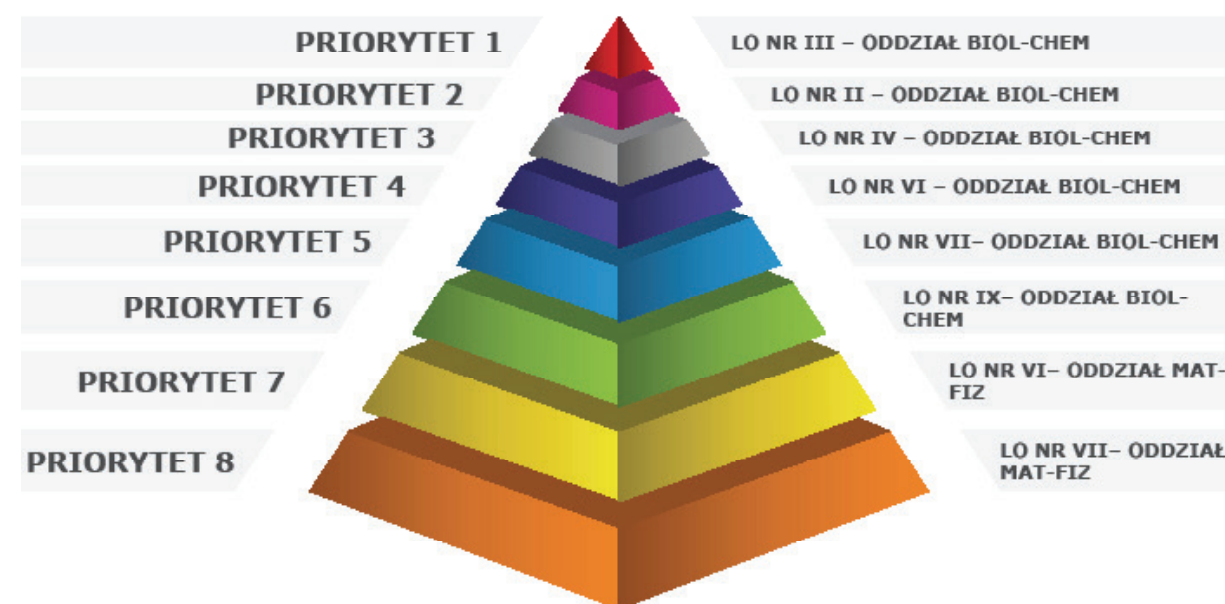 PRIORYTET 1
LO NR III – ODDZIAŁ BIOL-CHEM
PRIORYTET 2
LO NR II – ODDZIAŁ BIOL-CHEM
PRIORYTET 3
LO NR IV – ODDZIAŁ BIOL-CHEM
PRIORYTET 4
LO NR VI – ODDZIAŁ BIOL-CHEM
PRIORYTET 5
LO NR VII– ODDZIAŁ BIOL-CHEM
PRIORYTET 6
LO NR IX– ODDZIAŁ BIOL-
CHEM
PRIORYTET 7
LO NR VI– ODDZIAŁ MAT-
FIZ
PRIORYTET 8
LO NR VII– ODDZIAŁ
MAT-FIZ